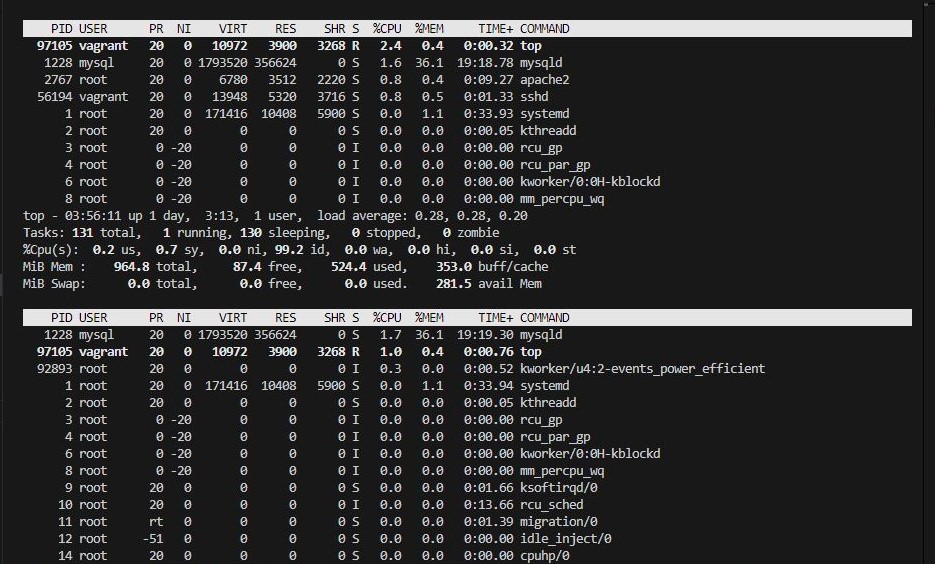 PID USER PR NI VIRT RES SHR S %CPU %MEM TIME+ COMMAND
97105 vagrant 20 0 10972 3900 3268 R 2.4 0.4 0:00.32 top
1228 mysql 20 0 1793520 356624 0 S 1.6 36.1 19:18.78 mysqld
2767 root 20 0 6780 3512 2220 S 0.8 0.4 0:09.27 apache2
56194 vagrant 20 0 13948 5320 3716 S 0.8 0.5 0:01.33 sshd
1 root 20 0 171416 10408 5900 S 0.0 1.1 0:33.93 systemd
2 root 20 0 0 0 0 S 0.0 0.0 0:00.05 kthreadd
3 root 0 -20 0 0 0 I 0.0 0.0 0:00.00 rcu_gp
4 root 0 -20 0 0 0 I 0.0 0.0 0:00.00 rcu_par_gp
6 root 0 -20 0 0 0 I 0.0 0.0 0:00.00 kworker/0:0H-kblockd
8 root 0 -20 0 0 0 I 0.0 0.0 0:00.00 mm_percpu_wq
top - 03:56:11 up 1 day, 3:13, 1 user, load average: 0.28, 0.28, 0.20
Tasks: 131 total, 1 running, 130 sleeping, 0 stopped, 0 zombie
%Cpu(s): 0.2 us, 0.7 sy, 0.0 ni, 99.2 id, 0.0 wa, 0.0 hi, 0.0 si, 0.0 st
MiB Mem : 964.8 total, 87.4 free, 524.4 used, 353.0 buff/cache
MiB Swap: 0.0 total, 0.0 free, 0.0 used. 281.5 avail Mem
PID USER PR NI VIRT RES SHR S %CPU %MEM TIME+ COMMAND
1228 mysql 20 0 1793520 356624 0 S 1.7 36.1 19:19.30 mysqld
97105 vagrant 20 0 10972 3900 3268 R 1.0 0.4 0:00.76 top
92893 root 20 0 0 0 0 I 0.3 0.0 0:00.52 kworker/u4:2-events_power_efficient
1 root 20 0 171416 10408 5900 S 0.0 1.1 0:33.94 systemd
2 root 20 0 0 0 0 S 0.0 0.0 0:00.05 kthreadd
3 root 0 -20 0 0 0 I 0.0 0.0 0:00.00 rcu_gp
4 root 0 -20 0 0 0 I 0.0 0.0 0:00.00 rcu_par_gp
6 root 0 -20 0 0 0 I 0.0 0.0 0:00.00 kworker/0:0H-kblockd
8 root 0 -20 0 0 0 I 0.0 0.0 0:00.00 mm_percpu_wq
9 root 20 0 0 0 0 S 0.0 0.0 0:01.66 ksoftirqd/0
10 root 20 0 0 0 0 I 0.0 0.0 0:13.66 rcu_sched
11 root rt 0 0 0 0 S 0.0 0.0 0:01.39 migration/0
12 root -51 0 0 0 0 S 0.0 0.0 0:00.00 idle_inject/0
14 root 20 0 0 0 0 S 0.0 0.0 0:00.00 cpuhp/0